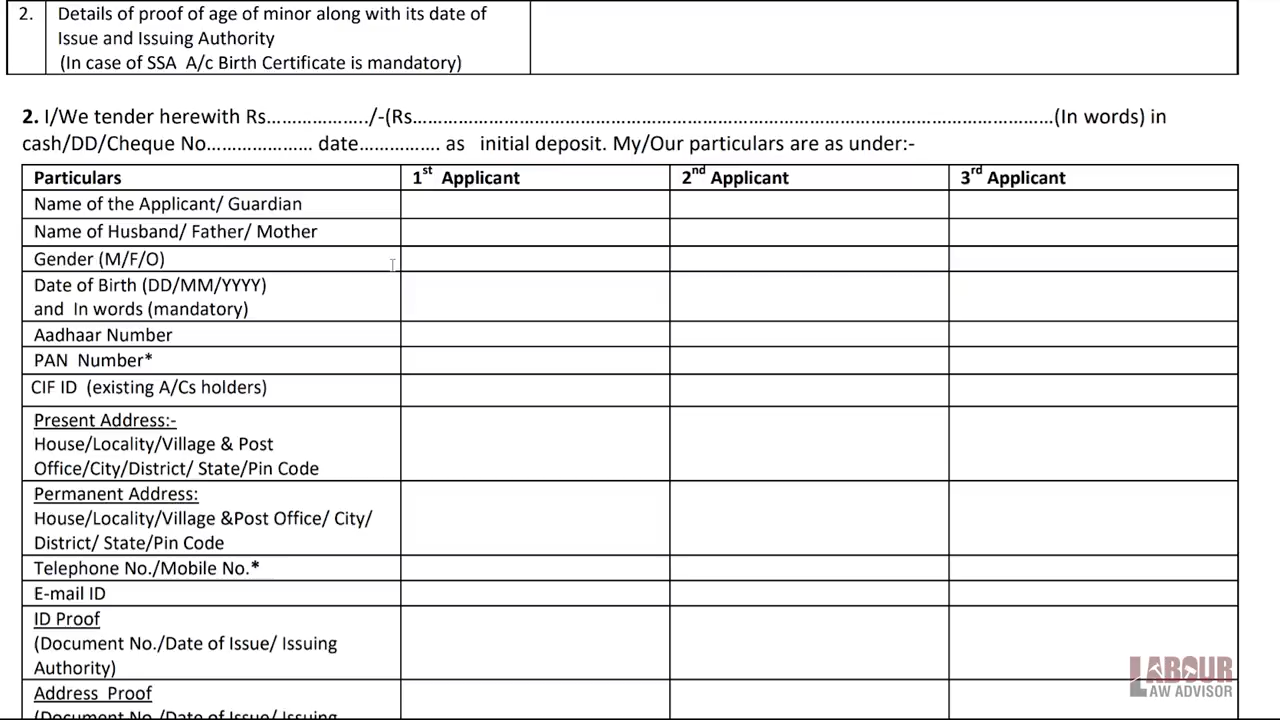 2. Details of proof of age of minor along with its date of
Issue and Issuing Authority
(In case of SSA A/c Birth Certificate is mandatory)
2. I/We tender herewith Rs………………../-(Rs……………………………………………………………………………………………………(In words) in
cash/DD/Cheque No………………… date……………. as initial deposit. My/Our particulars are as under:-
Particulars 1st Applicant 2nd Applicant 3rd Applicant
Name of the Applicant/ Guardian
Name of Husband/ Father/ Mother
Gender (M/F/O)
Date of Birth (DD/MM/YYYY)
and In words (mandatory)
Aadhaar Number
PAN Number*
CIF ID (existing A/Cs holders)
Present Address:-
House/Locality/Village & Post
Office/City/District/ State/Pin Code
Permanent Address:
House/Locality/Village &Post Office/ City/
District/ State/Pin Code
Telephone No./Mobile No.*
E-mail ID
ID Proof
(Document No./Date of Issue/ Issuing
Authority)
Address Proof
(Document No./Date of Issue/ Issuing
LABOUR
LAW ADVISOR